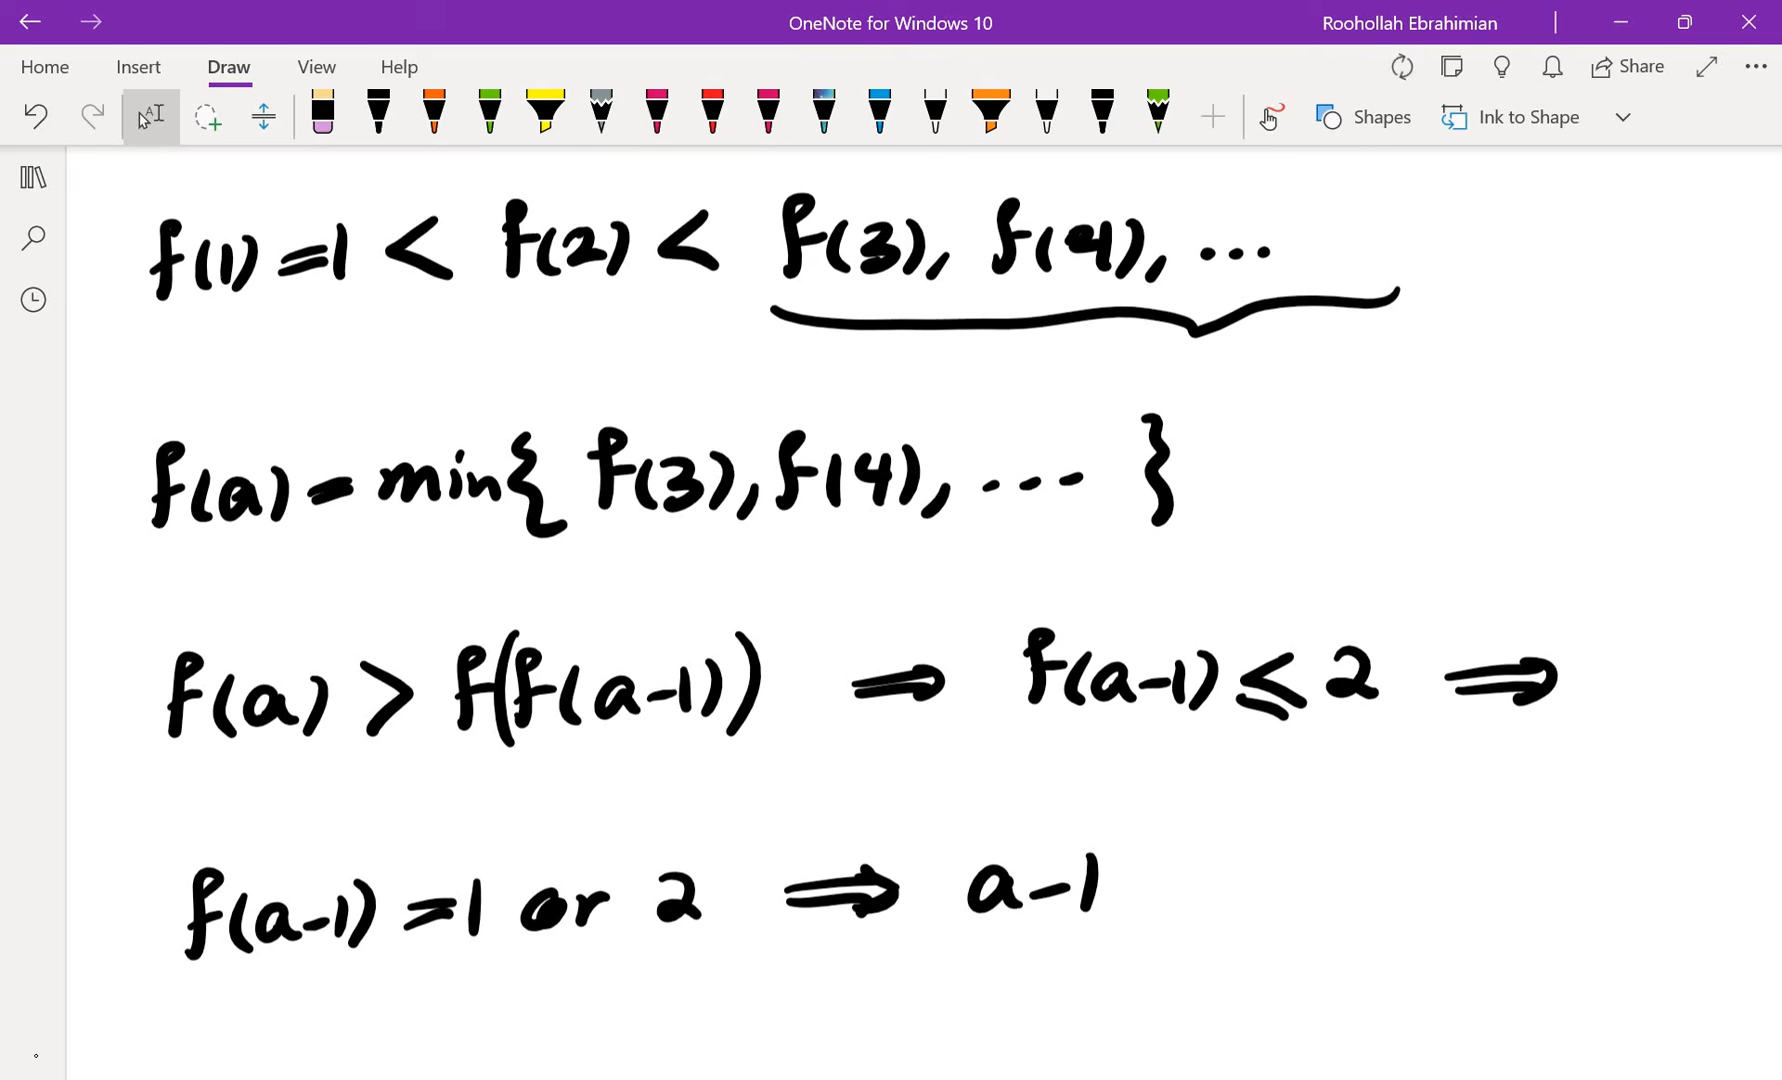 OneNote for Windows 10 Roohollah Ebrahimian
Home Insert Draw View Help Share
Shapes Ink to Shape
f(1)=1 < f(2) < f(3), f(4), ...
f(a) = min{ f(3), f(4), ... }
f(a) > f(f(a-1)) ⇒ f(a-1) ≤ 2 ⇒
f(a-1) = 1 or 2 ⇒ a-1